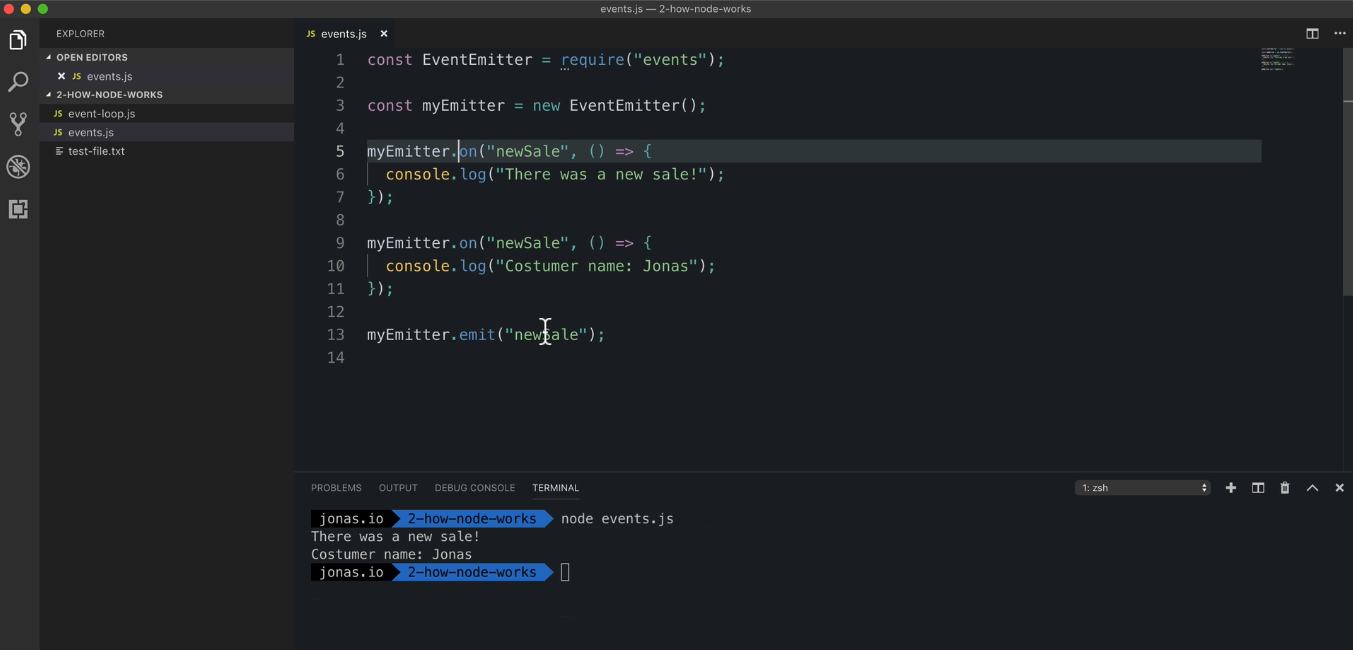 events.js — 2-how-node-works
EXPLORER
OPEN EDITORS
JS events.js
2-HOW-NODE-WORKS
JS event-loop.js
JS events.js
test-file.txt
JS events.js
1 const EventEmitter = require("events");
2
3 const myEmitter = new EventEmitter();
4
5 myEmitter.on("newSale", () => {
6 console.log("There was a new sale!");
7 });
8
9 myEmitter.on("newSale", () => {
10 console.log("Costumer name: Jonas");
11 });
12
13 myEmitter.emit("newSale");
14
PROBLEMS OUTPUT DEBUG CONSOLE TERMINAL 1: zsh
jonas.io 2-how-node-works node events.js
There was a new sale!
Costumer name: Jonas
jonas.io 2-how-node-works